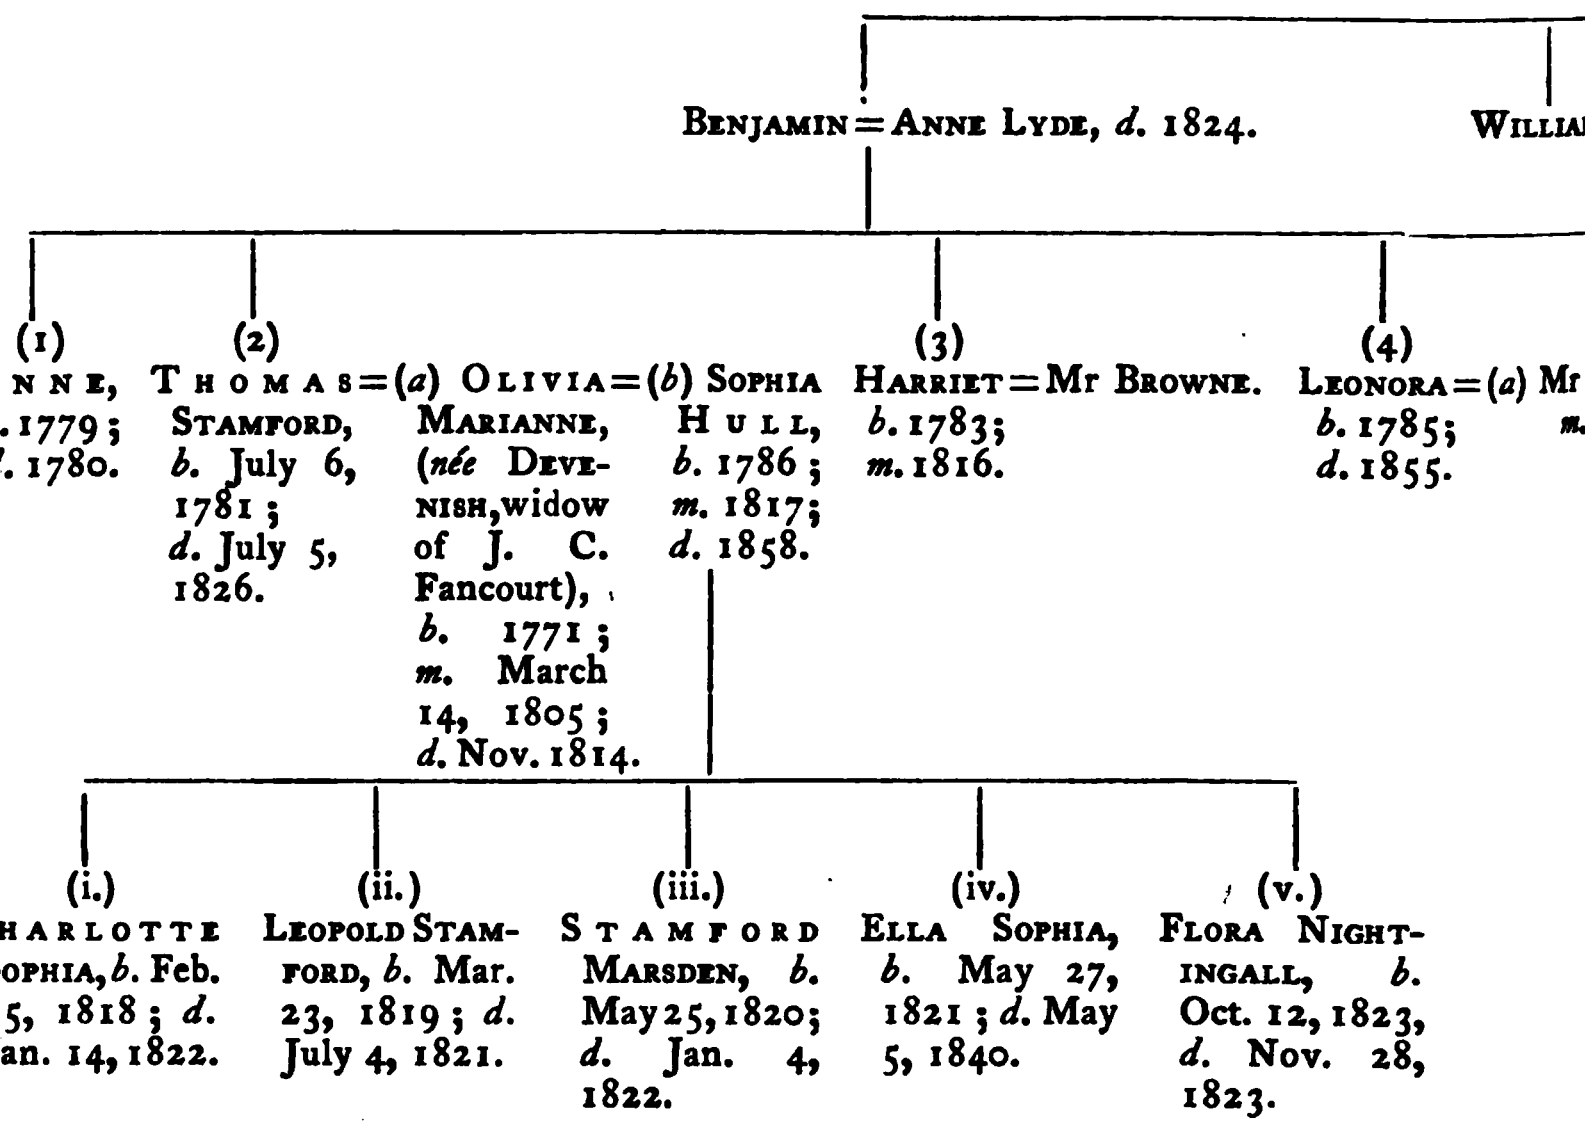 BENJAMIN = ANNE LYDE, d. 1824.
(1)
NNE,
1779;
1780.
(2)
THOMAS = (a) OLIVIA = (b) SOPHIA
STAMFORD,
b. July 6,
1781;
d. July 5,
1826.
MARIANNE,
(née DEVE-
NISH, widow
of J. C.
Fancourt),
b. 1771;
m. March
14, 1805;
d. Nov. 1814.
HULL,
b. 1786;
m. 1817;
d. 1858.
(3)
HARRIET = Mr BROWNE.
b. 1783;
m. 1816.
(4)
LEONORA = (a) Mr
b. 1785;
d. 1855.
m.
(i.)
HARLOTTE
OPHIA, b. Feb.
5, 1818; d.
an. 14, 1822.
(ii.)
LEOPOLD STAM-
FORD, b. Mar.
23, 1819; d.
July 4, 1821.
(iii.)
STAMFORD
MARSDEN, b.
May 25, 1820;
d. Jan. 4,
1822.
(iv.)
ELLA SOPHIA,
b. May 27,
1821; d. May
5, 1840.
(v.)
FLORA NIGHT-
INGALL, b.
Oct. 12, 1823,
d. Nov. 28,
1823.